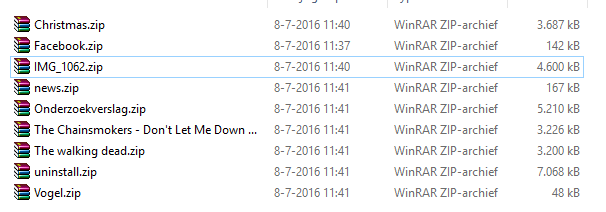 Christmas.zip 8-7-2016 11:40 WinRAR ZIP-archief 3.687 kB
Facebook.zip 8-7-2016 11:37 WinRAR ZIP-archief 142 kB
IMG_1062.zip 8-7-2016 11:40 WinRAR ZIP-archief 4.600 kB
news.zip 8-7-2016 11:41 WinRAR ZIP-archief 167 kB
Onderzoekverslag.zip 8-7-2016 11:41 WinRAR ZIP-archief 5.210 kB
The Chainsmokers - Don't Let Me Down ... 8-7-2016 11:41 WinRAR ZIP-archief 3.226 kB
The walking dead.zip 8-7-2016 11:41 WinRAR ZIP-archief 3.200 kB
uninstall.zip 8-7-2016 11:41 WinRAR ZIP-archief 7.068 kB
Vogel.zip 8-7-2016 11:41 WinRAR ZIP-archief 48 kB